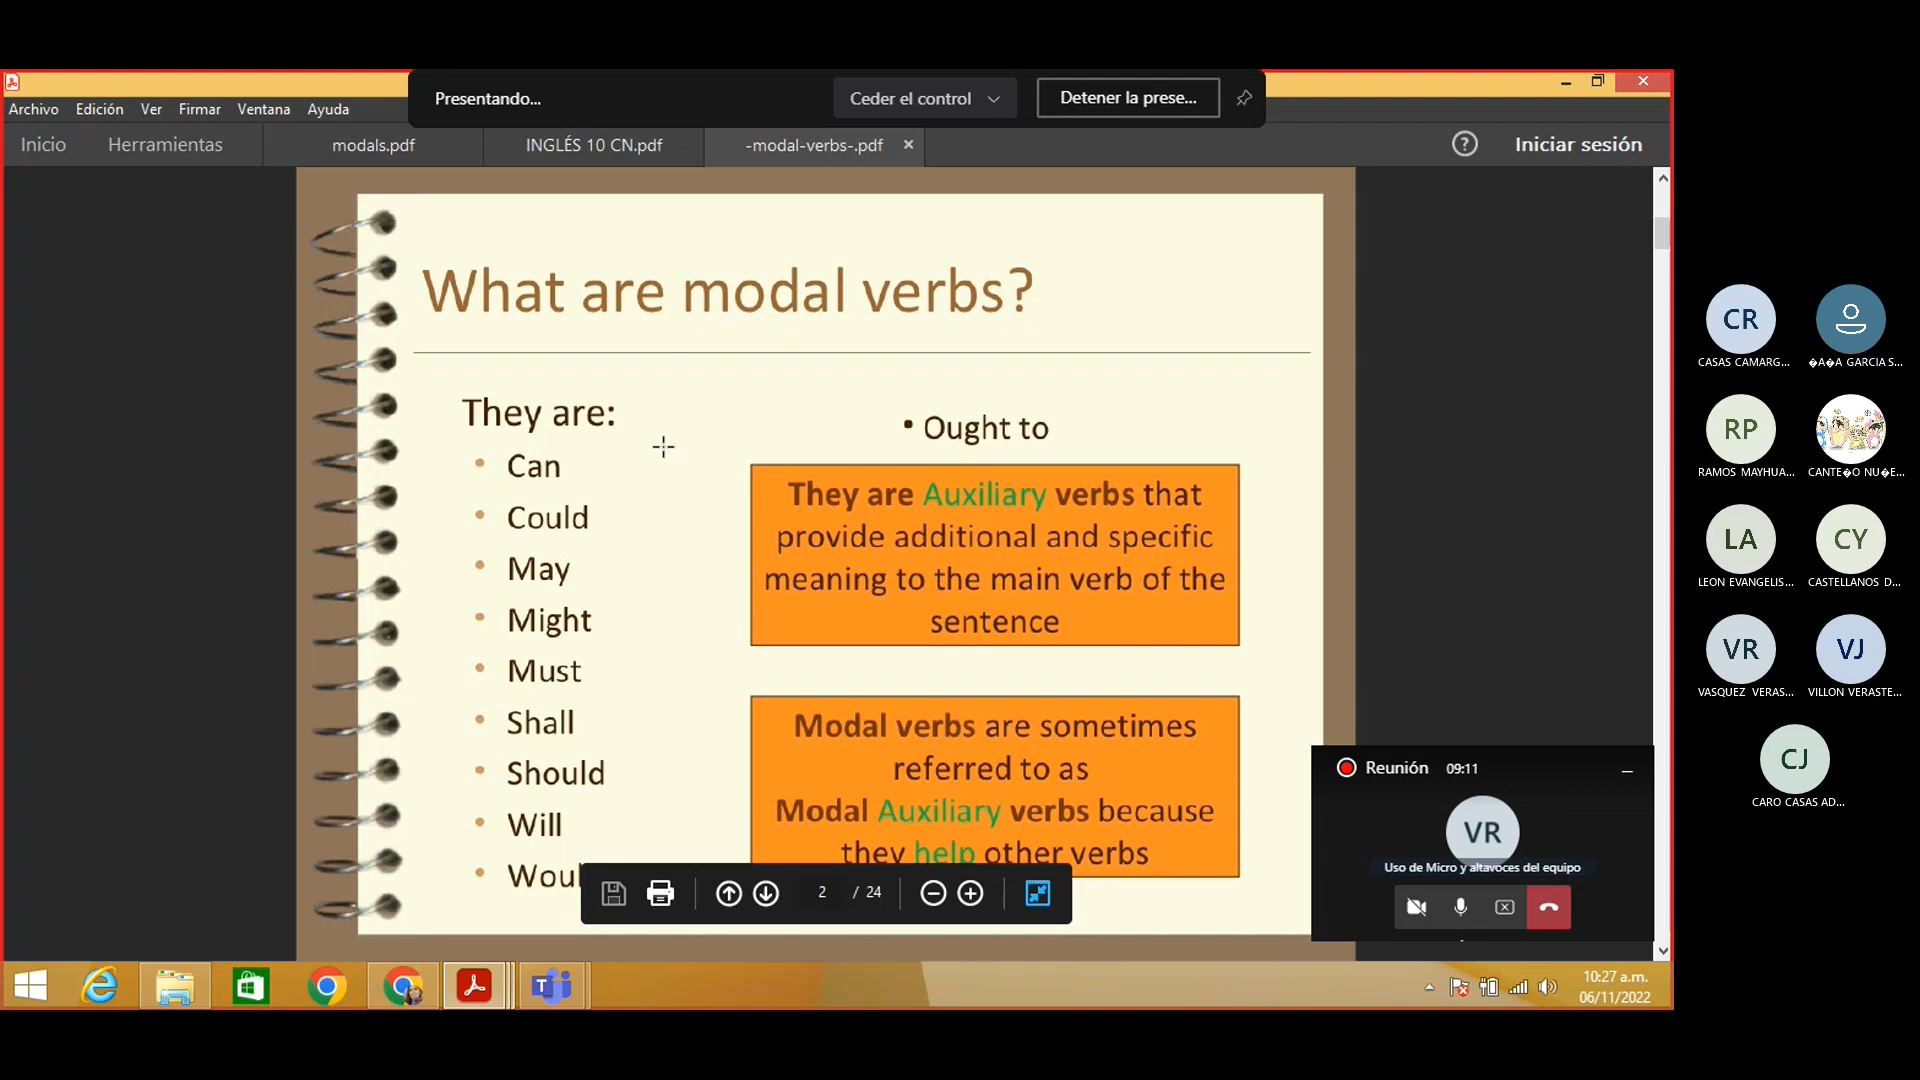 Presentando...
Ceder el control
Detener la prese...
Archivo Edición Ver Firmar Ventana Ayuda
Inicio Herramientas modals.pdf INGLÉS 10 CN.pdf -modal-verbs-.pdf Iniciar sesión
What are modal verbs?
They are:
Can
Could
May
Might
Must
Shall
Should
Will
Woul
• Ought to
They are Auxiliary verbs that
provide additional and specific
meaning to the main verb of the
sentence
Modal verbs are sometimes
referred to as
Modal Auxiliary verbs because
they help other verbs
2 / 24
Reunión 09:11
VR
Uso de Micro y altavoces del equipo
10:27 a.m.
06/11/2022
CR
CASAS CAMARG...
�A�A GARCIA S...
RP
RAMOS MAYHUA...
CANTE�O NU�E...
LA
LEON EVANGELIS...
CY
CASTELLANOS D...
VR
VASQUEZ VERAS...
VJ
VILLON VERASTE...
CJ
CARO CASAS AD...